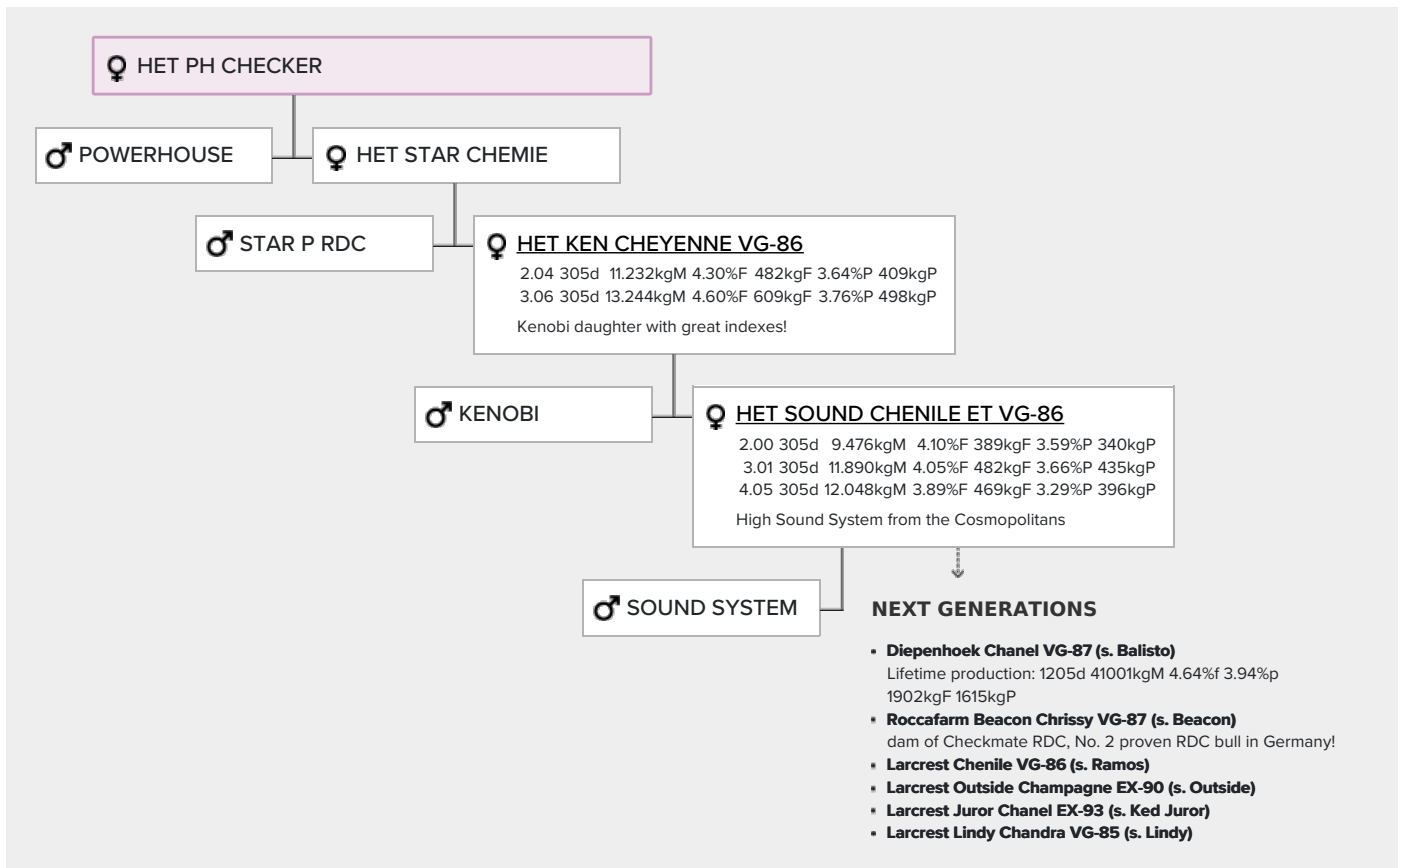 HET PH CHECKER
POWERHOUSE
HET STAR CHEMIE
STAR P RDC
HET KEN CHEYENNE VG-86
2.04 305d 11.232kgM 4.30%F 482kgF 3.64%P 409kgP
3.06 305d 13.244kgM 4.60%F 609kgF 3.76%P 498kgP
Kenobi daughter with great indexes!
KENOBI
HET SOUND CHENILE ET VG-86
2.00 305d 9.476kgM 4.10%F 389kgF 3.59%P 340kgP
3.01 305d 11.890kgM 4.05%F 482kgF 3.66%P 435kgP
4.05 305d 12.048kgM 3.89%F 469kgF 3.29%P 396kgP
High Sound System from the Cosmopolitans
SOUND SYSTEM
NEXT GENERATIONS
▪ Diepenhoek Chanel VG-87 (s. Balisto)
Lifetime production: 1205d 41001kgM 4.64%f 3.94%p
1902kgF 1615kgP
▪ Roccafarm Beacon Chrissy VG-87 (s. Beacon)
dam of Checkmate RDC, No. 2 proven RDC bull in Germany!
▪ Larcrest Chenile VG-86 (s. Ramos)
▪ Larcrest Outside Champagne EX-90 (s. Outside)
▪ Larcrest Juror Chanel EX-93 (s. Ked Juror)
▪ Larcrest Lindy Chandra VG-85 (s. Lindy)